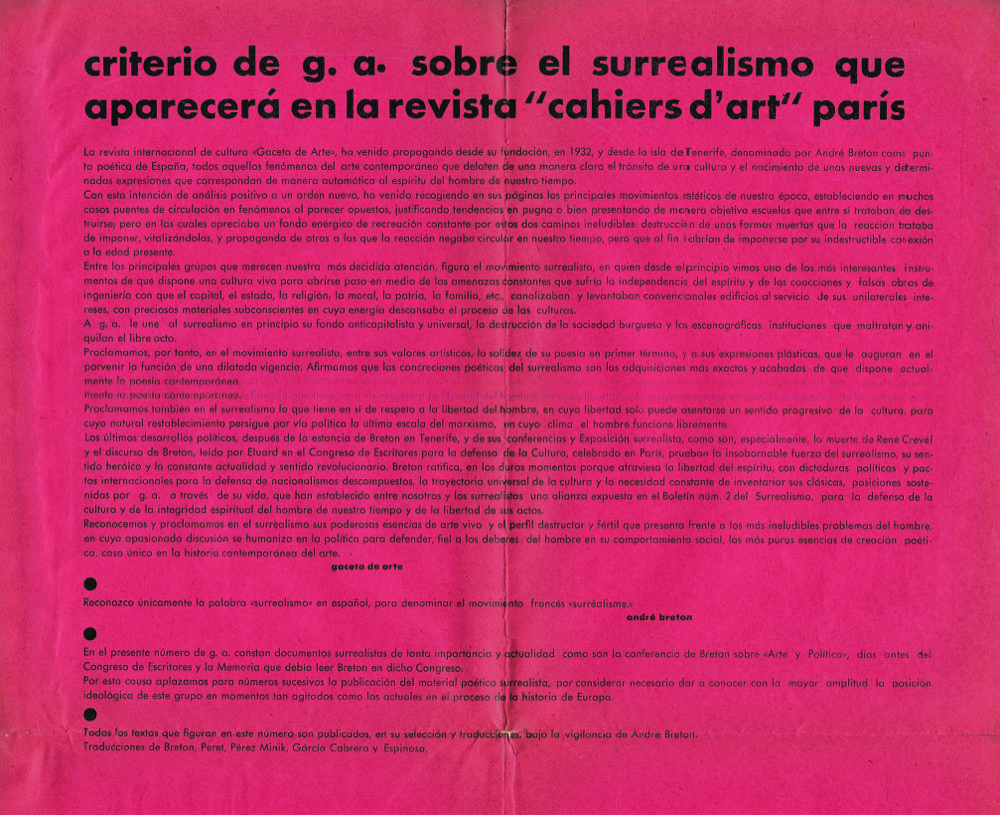 criterio de g. a. sobre el surrealismo que
aparecerá en la revista "cahiers d'art" parís
La revista internacional de cultura «Gaceta de Arte», ha venido propagando desde su fundación, en 1932, y desde la isla de Tenerife, denominado por André Breton como pun-
ta poética de España, todos aquellos fenómenos del arte contemporáneo que delaten de una manera clara el tránsito de una cultura y el nacimiento de unas nuevas y determi-
nadas expresiones que correspondan de manera automática al espíritu del hombre de nuestro tiempo.
Con esta intención de análisis positivo a un orden nuevo, ha venido recogiendo en sus páginas los principales movimientos estéticos de nuestra época, estableciendo en muchos
casos puentes de circulación en fenómenos al parecer opuestos, justificando tendencias en pugna o bien presentando de manera objetiva escuelas que entre sí trataban de des-
truirse; pero en las cuales apreciaba un fondo enérgico de recreación constante por estos dos caminos ineludibles: destrucción de unas formas muertas que la reacción trataba
de imponer, vitalizándolas, y propaganda de otras a las que la reacción negaba circular en nuestro tiempo, pero que al fin habrían de imponerse por su indestructible conexión
a la edad presente.
Entre los principales grupos que merecen nuestra más decidida atención, figura el movimiento surrealista, en quien desde el principio vimos uno de los más interesantes instru-
mentos de que dispone una cultura viva para abrirse paso en medio de las amenazas constantes que sufría la independencia del espíritu y de las coacciones y falsas obras de
ingeniería con que el capital, el estado, la religión, la moral, la patria, la familia, etc., canalizaban y levantaban convencionales edificios al servicio de sus unilaterales inte-
reses, con preciosos materiales subconscientes en cuya energía descansaba el proceso de las culturas.
A g. a. le une al surrealismo en principio su fondo anticapitalista y universal, la destrucción de la sociedad burguesa y las escenográficas instituciones que maltratan y ani-
quilan el libre acto.
Proclamamos, por tanto, en el movimiento surrealista, entre sus valores artísticos, la solidez de su poesía en primer término, y a sus expresiones plásticas, que le auguran en el
porvenir la función de una dilatada vigencia. Afirmamos que las concreciones poéticas del surrealismo son las adquisiciones más exactas y acabadas de que dispone actual-
mente la poesía contemporánea.
mente la poesía contemporánea.
Proclamamos también en el surrealismo lo que tiene en sí de respeto a la libertad del hombre, en cuya libertad solo puede asentarse un sentido progresivo de la cultura, para
cuyo natural restablecimiento persigue por vía política la última escala del marxismo, en cuyo clima el hombre funcione libremente.
Los últimos desarrollos políticos, después de la estancia de Breton en Tenerife, y de sus conferencias y Exposición surrealista, como son, especialmente, la muerte de René Crevel
y el discurso de Breton, leído por Eluard en el Congreso de Escritores para la defensa de la Cultura, celebrado en París, prueban la insobornable fuerza del surrealismo, su sen-
tido heróico y la constante actualidad y sentido revolucionario. Breton ratifica, en los duros momentos porque atraviesa la libertad del espíritu, con dictaduras políticas y pac-
tos internacionales para la defensa de nacionalismos descompuestos, la trayectoria universal de la cultura y la necesidad constante de inventariar sus clásicas, posiciones soste-
nidas por g. a. a través de su vida, que han establecido entre nosotros y los surrealistas una alianza expuesta en el Boletín núm. 2 del Surrealismo, para la defensa de la
cultura y de la integridad espiritual del hombre de nuestro tiempo y de la libertad de sus actos.
Reconocemos y proclamamos en el surrealismo sus poderosas esencias de arte vivo y el perfil destructor y fértil que presenta frente a los más ineludibles problemas del hombre,
en cuya apasionada discusión se humaniza en la política para defender, fiel a los deberes del hombre en su comportamiento social, las más puras esencias de creación poéti-
ca, caso único en la historia contemporánea del arte.
gaceta de arte
Reconozco únicamente la palabra «surrealismo» en español, para denominar el movimiento francés «surréalisme.»
andré breton
En el presente número de g. a. constan documentos surrealistas de tanta importancia y actualidad como son la conferencia de Breton sobre «Arte y Política», días antes del
Congreso de Escritores y la Memoria que debía leer Breton en dicho Congreso.
Por esta causa aplazamos para números sucesivos la publicación del material poético surrealista, por considerar necesario dar a conocer con la mayor amplitud la posición
ideológica de este grupo en momentos tan agitados como los actuales en el proceso de la historia de Europa.
Todos los textos que figuran en este número son publicados, en su selección y traducciones, bajo la vigilancia de André Breton.
Traducciones de Breton, Peret, Pérez Minik, García Cabrera y Espinosa.